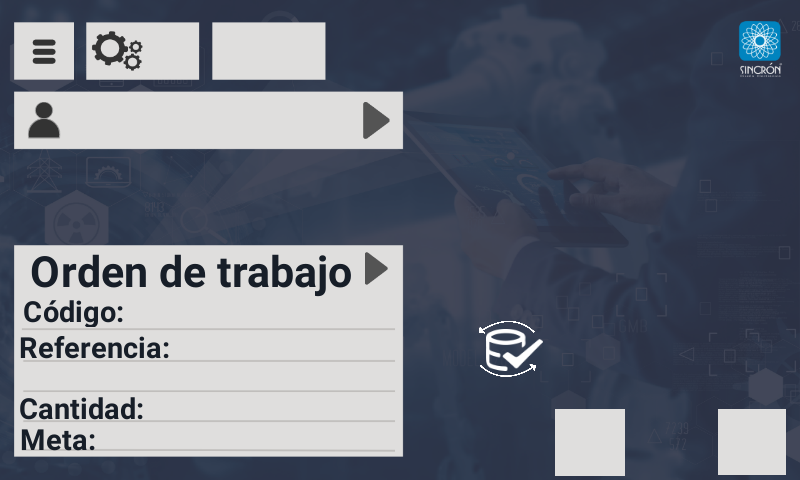 SINCRÓN
Orden de trabajo
Código:
Referencia:
Cantidad:
Meta: